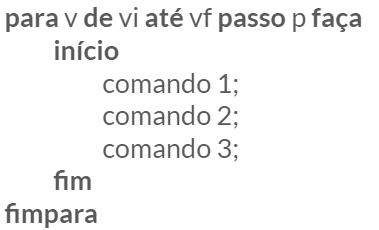 para v de vi até vf passo p faça
início
comando 1;
comando 2;
comando 3;
fim
fimpara